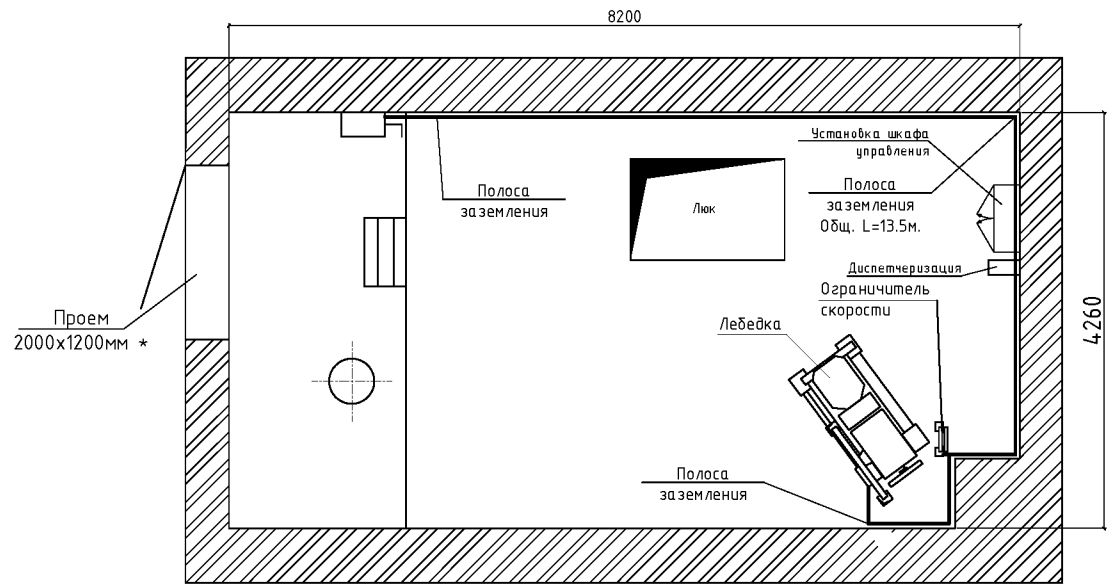 8200
Установка шкафа
управления
Полоса
заземления
Полоса
заземления
Общ. L=13.5м.
Люк
Диспетчеризация
Ограничитель
скорости
Лебедка
Проем
2000х1200мм *
4260
Полоса
заземления